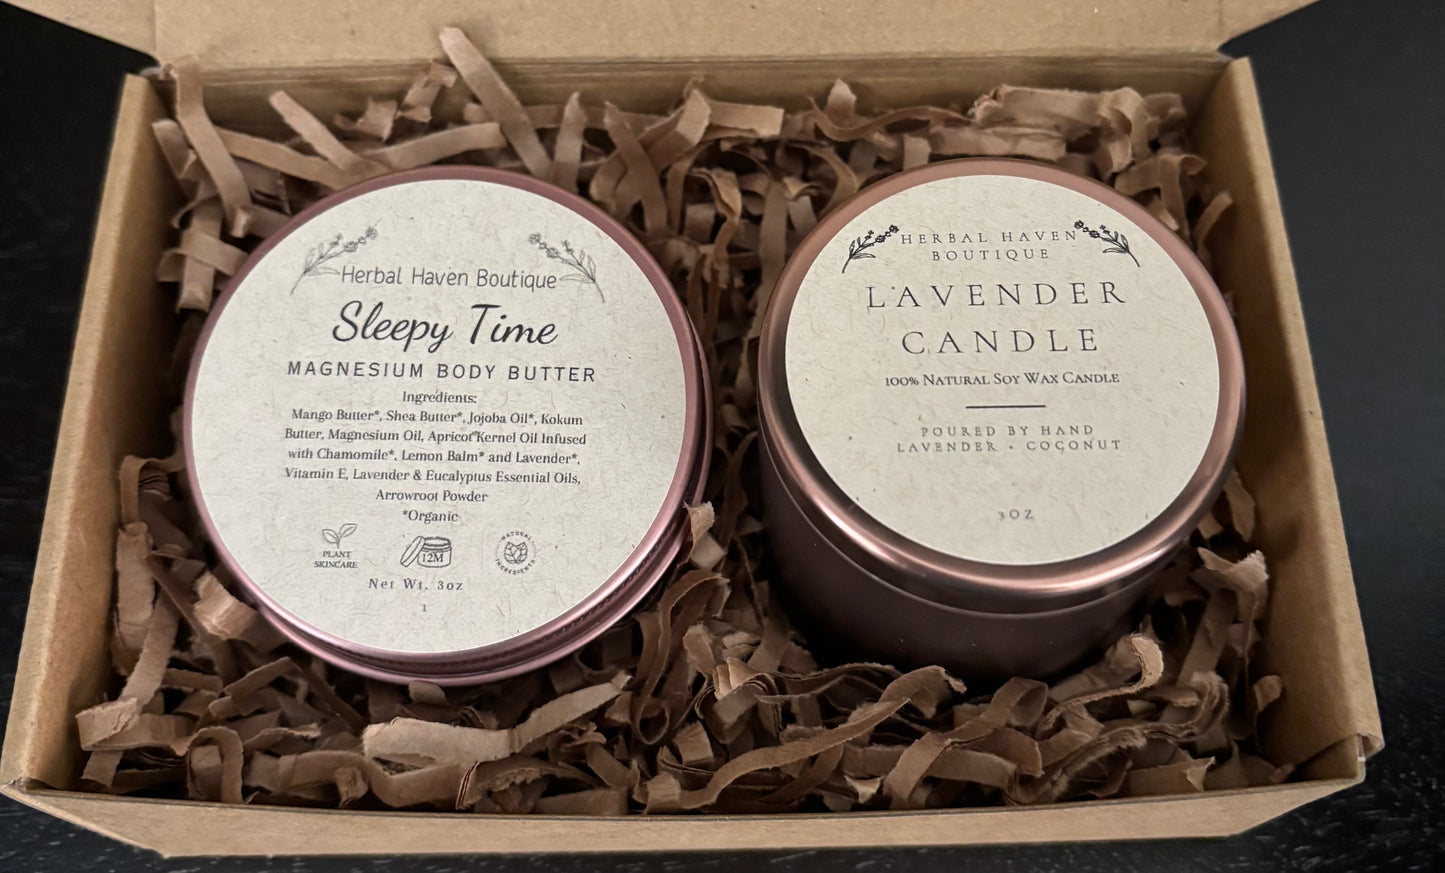 Herbal Haven Boutique
Sleepy Time
MAGNESIUM BODY BUTTER
Ingredients:
Mango Butter*, Shea Butter*, Jojoba Oil*, Kokum
Butter, Magnesium Oil, Apricot Kernel Oil Infused
with Chamomile*, Lemon Balm* and Lavender*,
Vitamin E, Lavender & Eucalyptus Essential Oils,
Arrowroot Powder
*Organic
PLANT
SKINCARE
12M
NATURAL
INGREDIENTS
Net Wt. 3oz
1
HERBAL HAVEN
BOUTIQUE
LAVENDER
CANDLE
100% NATURAL SOY WAX CANDLE
POURED BY HAND
LAVENDER + COCONUT
3OZ